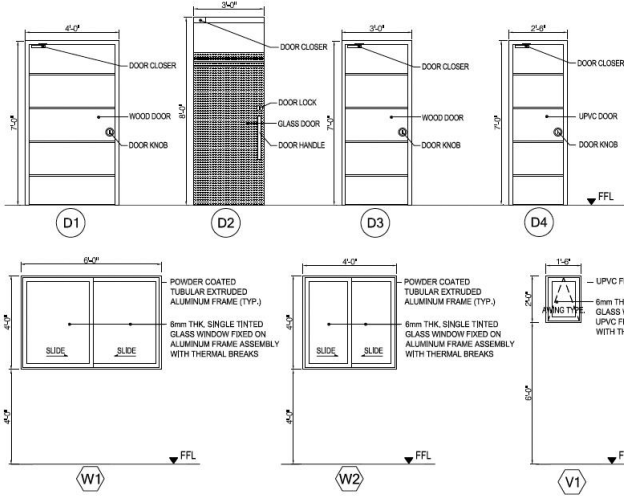 4'-0"
7'-0"
DOOR CLOSER
WOOD DOOR
DOOR KNOB
D1
3'-0"
8'-0"
DOOR CLOSER
DOOR LOCK
GLASS DOOR
DOOR HANDLE
D2
3'-0"
7'-0"
DOOR CLOSER
WOOD DOOR
DOOR KNOB
D3
2'-6"
7'-0"
DOOR CLOSER
UPVC DOOR
DOOR KNOB
FFL
D4
6'-0"
4'-0"
4'-0"
SLIDE
SLIDE
POWDER COATED
TUBULAR EXTRUDED
ALUMINUM FRAME (TYP.)
6mm THK, SINGLE TINTED
GLASS WINDOW FIXED ON
ALUMINUM FRAME ASSEMBLY
WITH THERMAL BREAKS
FFL
W1
4'-0"
4'-0"
4'-0"
SLIDE
SLIDE
POWDER COATED
TUBULAR EXTRUDED
ALUMINUM FRAME (TYP.)
6mm THK, SINGLE TINTED
GLASS WINDOW FIXED ON
ALUMINUM FRAME ASSEMBLY
WITH THERMAL BREAKS
FFL
W2
1'-6"
2'-0"
6'-0"
AWING TYPE.
UPVC F
6mm TH
GLASS
UPVC F
WITH TH
F
V1